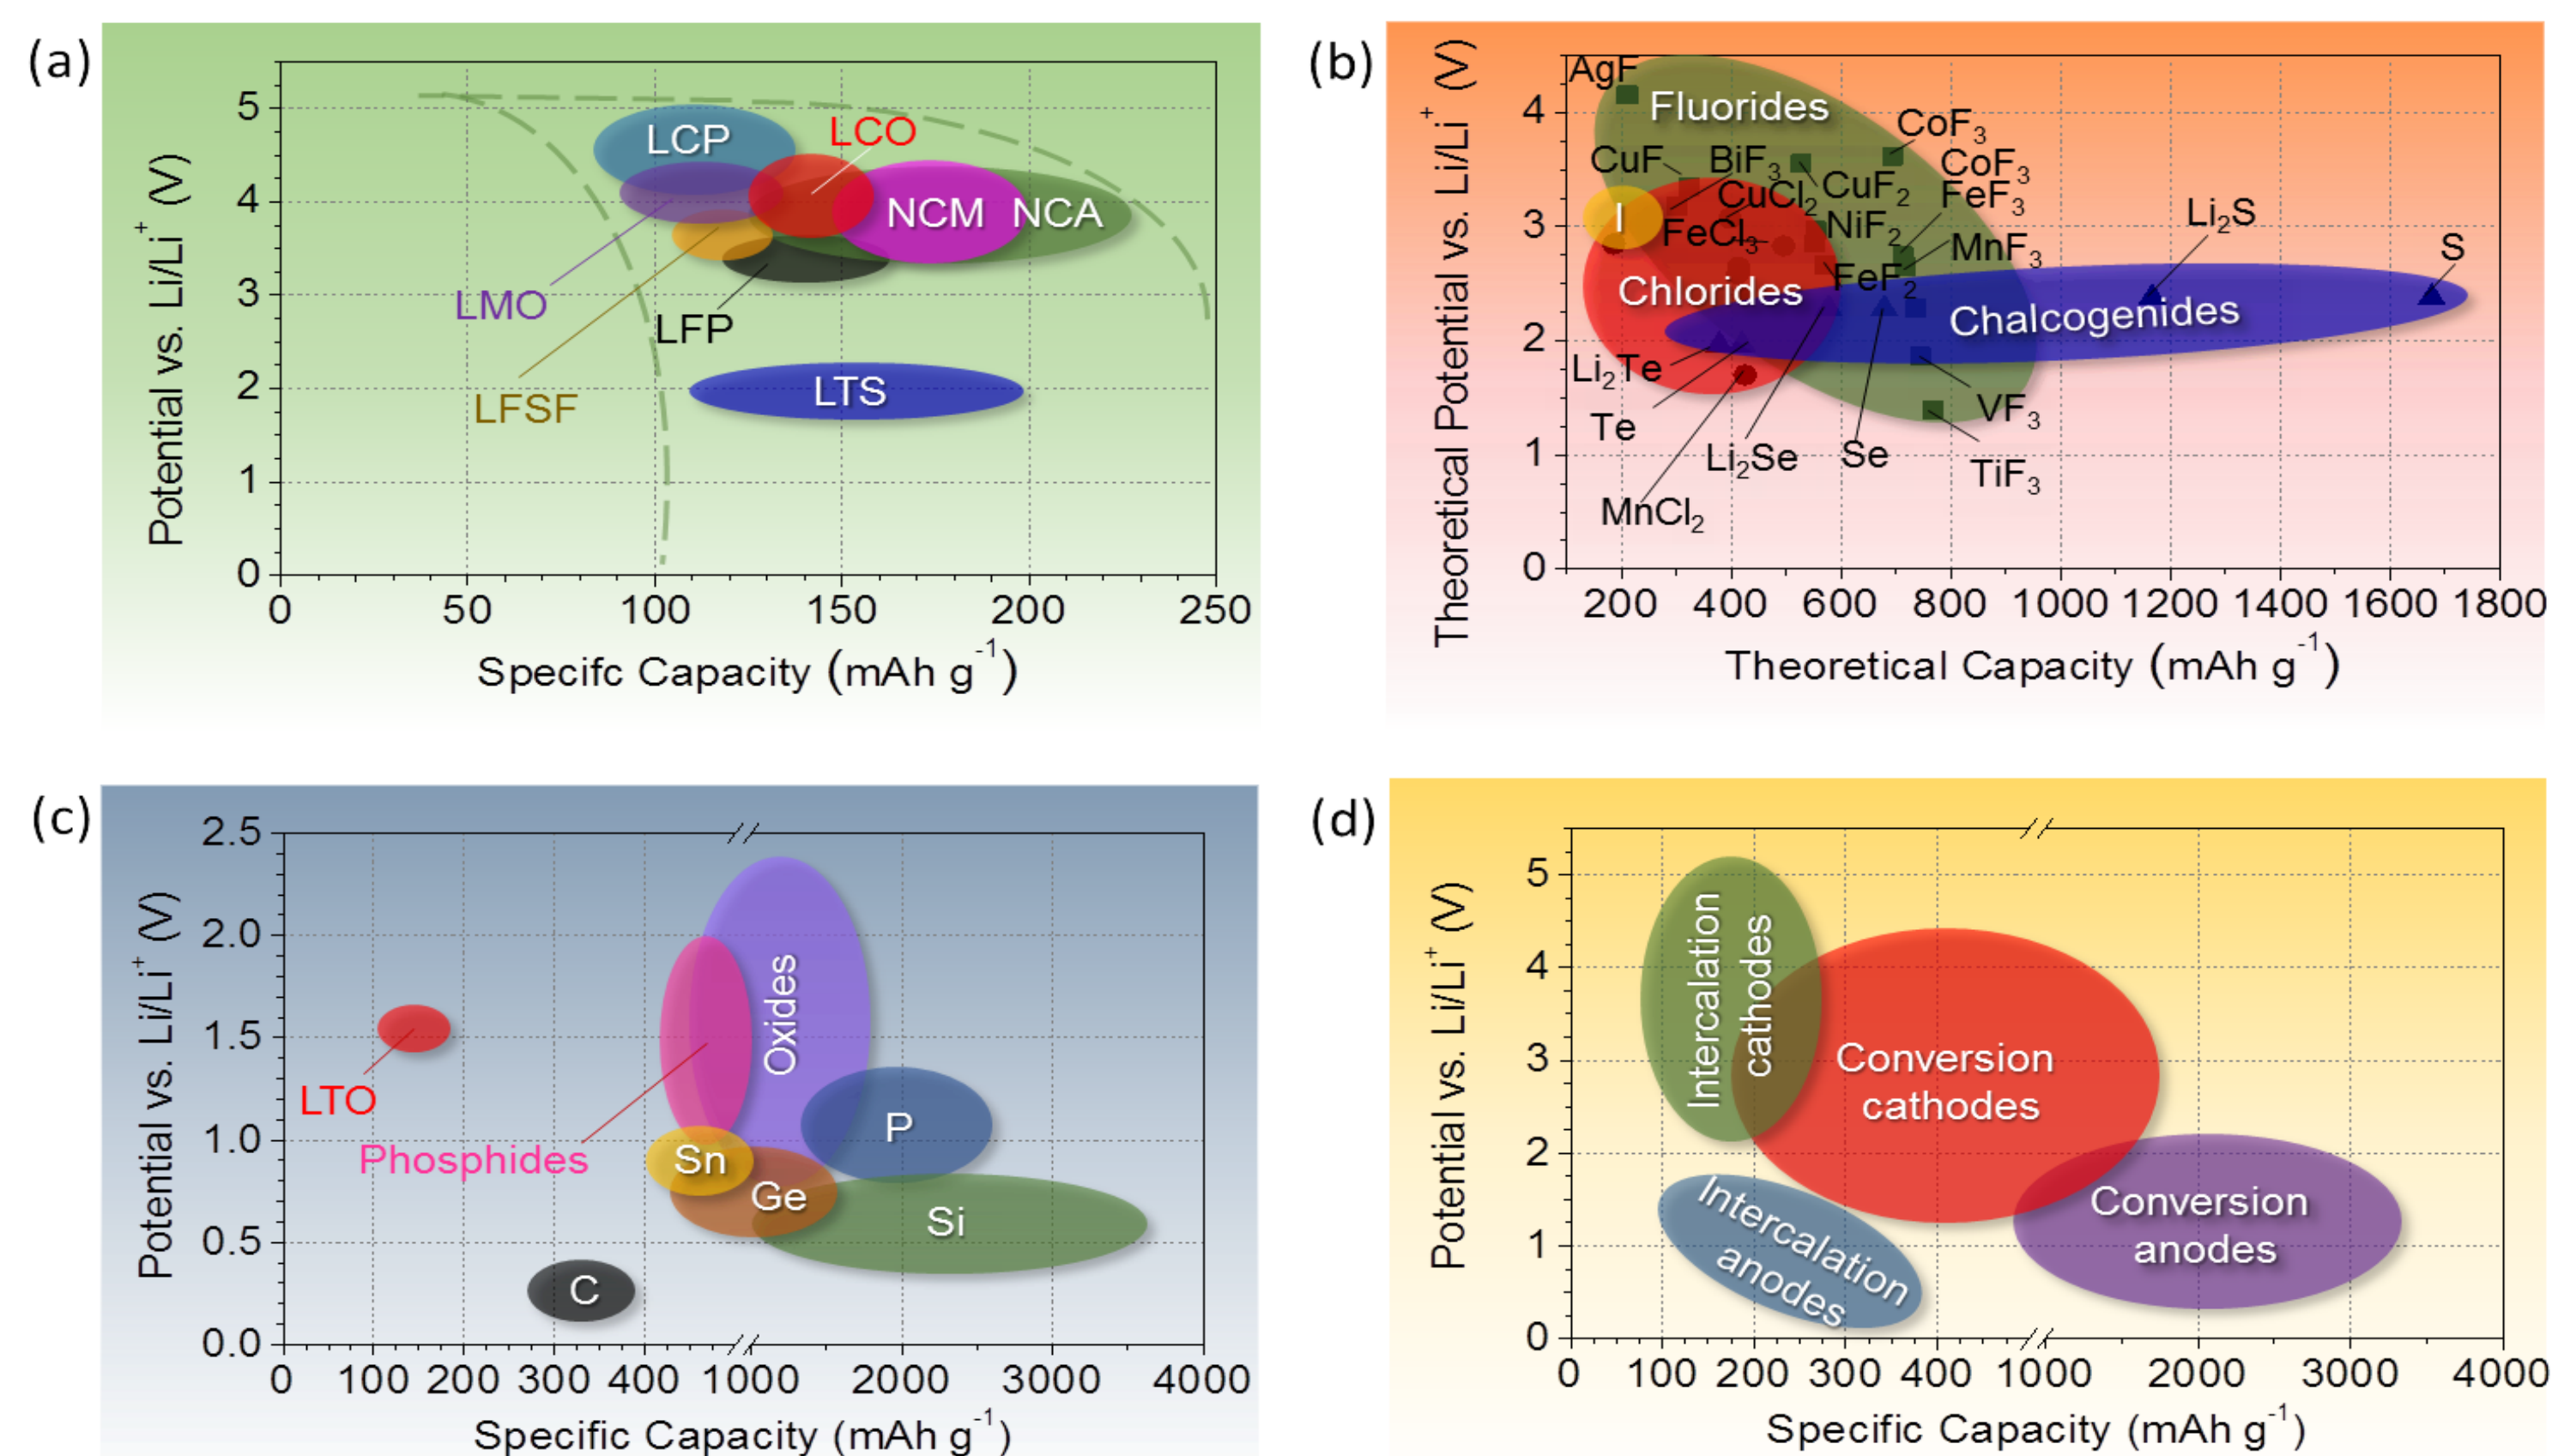 (a)
Potential vs. Li/Li⁺ (V)
5
4
3
2
1
0
LCP
LCO
NCM NCA
LMO
LFP
LFSF
LTS
0 50 100 150 200 250
Specifc Capacity (mAh g⁻¹)
(b)
Theoretical Potential vs. Li/Li⁺ (V)
4
3
2
1
0
AgF
Fluorides
CoF₃
CuF
BiF₃
CoF₃
CuCl₂
CuF₂
FeF₃
I
FeCl₃
NiF₂
MnF₃
Li₂S
S
FeF₂
Chlorides
Chalcogenides
Li₂Te
Te
Li₂Se
Se
VF₃
TiF₃
MnCl₂
200 400 600 800 1000 1200 1400 1600 1800
Theoretical Capacity (mAh g⁻¹)
(c)
Potential vs. Li/Li⁺ (V)
2.5
2.0
1.5
1.0
0.5
0.0
LTO
Phosphides
Oxides
P
Sn
Ge
Si
C
0 100 200 300 400 1000 2000 3000 4000
Specific Capacity (mAh g⁻¹)
(d)
Potential vs. Li/Li⁺ (V)
5
4
3
2
1
0
Intercalation
cathodes
Conversion
cathodes
Intercalation
anodes
Conversion
anodes
0 100 200 300 400 1000 2000 3000 4000
Specific Capacity (mAh g⁻¹)